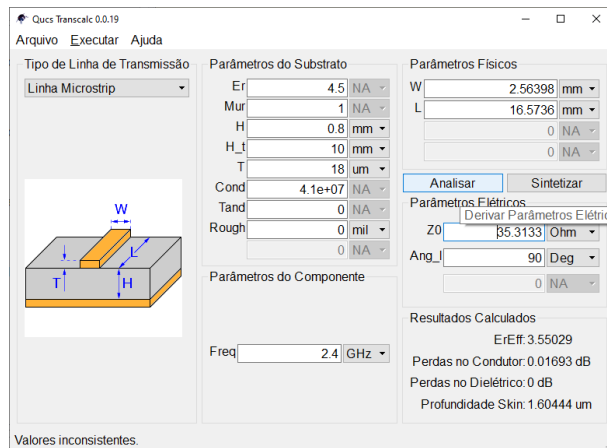 Qucs Transcalc 0.0.19
Arquivo Executar Ajuda
Tipo de Linha de Transmissão
Linha Microstrip
W
L
T
H
Parâmetros do Substrato
Er 4.5 NA
Mur 1 NA
H 0.8 mm
H_t 10 mm
T 18 um
Cond 4.1e+07 NA
Tand 0 NA
Rough 0 mil
0 NA
Parâmetros do Componente
Freq 2.4 GHz
Parâmetros Físicos
W 2.56398 mm
L 16.5736 mm
0 NA
0 NA
Analisar Sintetizar
Parâmetros Elétricos
Derivar Parâmetros Elétric
Z0 35.3133 Ohm
Ang_l 90 Deg
0 NA
Resultados Calculados
ErEff: 3.55029
Perdas no Condutor: 0.01693 dB
Perdas no Dielétrico: 0 dB
Profundidade Skin: 1.60444 um
Valores inconsistentes.